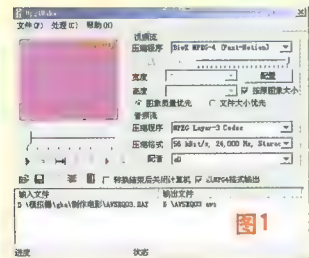 文件(F) 处理(C) 帮助(H)
视频流
压缩程序 DivX MPEG-4 (Fast-Motion)
宽度 配置
高度 按照图象大小
图象质量优先 文件大小优先
音频流
压缩程序 MPEG Layer-3 Codec
压缩格式 56 kBit/s, 24,000 Hz, Stereo
配音
转换结束后关闭计算机 以MPG4格式输出
输入文件 输出文件
图1
进度 状态